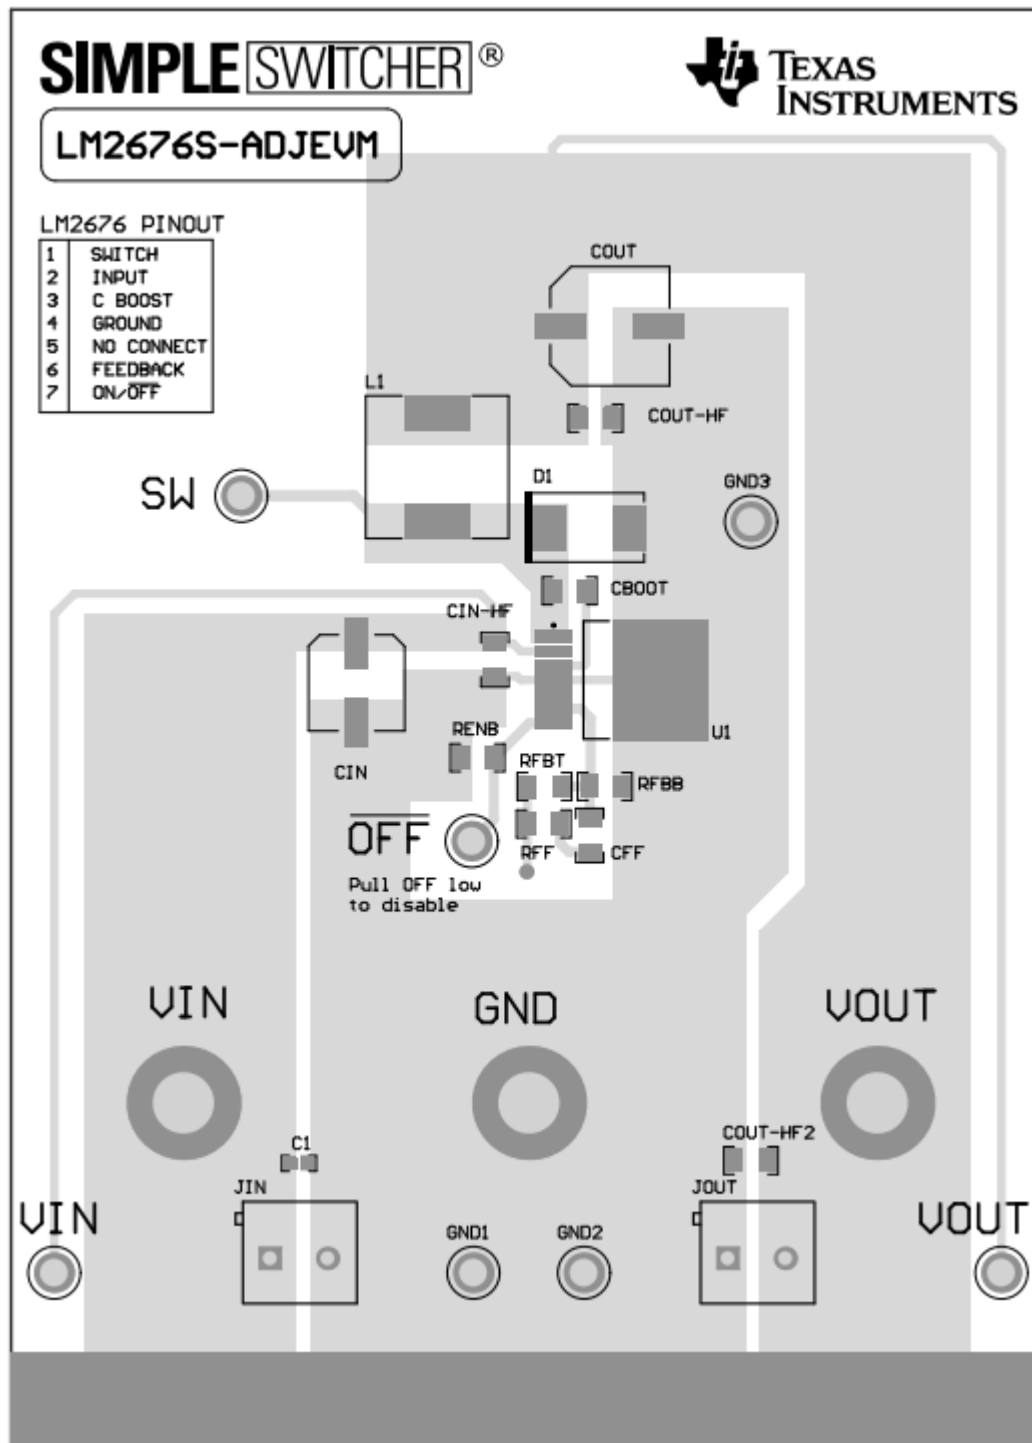 SIMPLE SWITCHER®
TEXAS
INSTRUMENTS
LM2676S-ADJEVM
LM2676 PINOUT
1 SWITCH
2 INPUT
3 C BOOST
4 GROUND
5 NO CONNECT
6 FEEDBACK
7 ON/OFF
COUT
L1
COUT-HF
SW
D1
GND3
CBOOT
CIN-HF
RENB
U1
CIN
RFBT
RFBB
OFF
RFF
CFF
Pull OFF low
to disable
VIN
GND
VOUT
C1
COUT-HF2
JIN
JOUT
VIN
GND1
GND2
VOUT